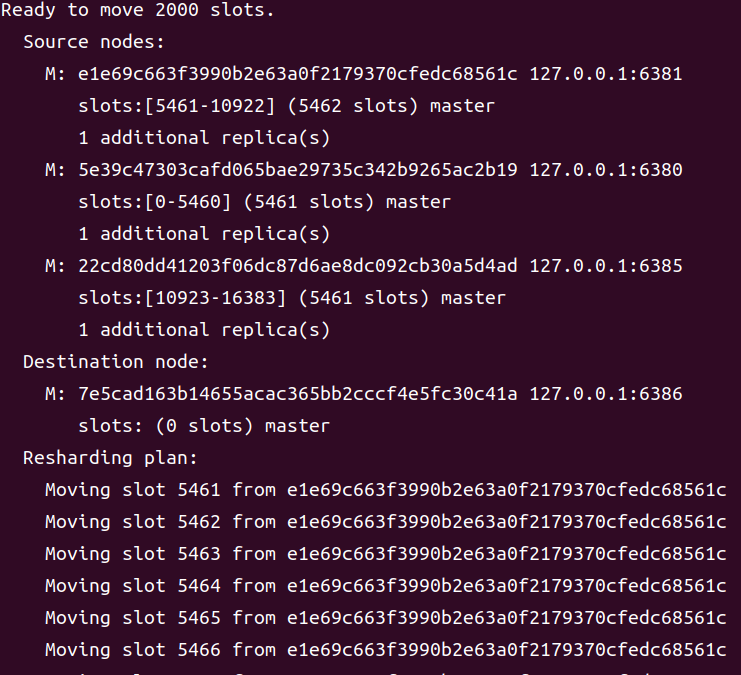 Ready to move 2000 slots.
Source nodes:
M: e1e69c663f3990b2e63a0f2179370cfedc68561c 127.0.0.1:6381
slots:[5461-10922] (5462 slots) master
1 additional replica(s)
M: 5e39c47303cafd065bae29735c342b9265ac2b19 127.0.0.1:6380
slots:[0-5460] (5461 slots) master
1 additional replica(s)
M: 22cd80dd41203f06dc87d6ae8dc092cb30a5d4ad 127.0.0.1:6385
slots:[10923-16383] (5461 slots) master
1 additional replica(s)
Destination node:
M: 7e5cad163b14655acac365bb2cccf4e5fc30c41a 127.0.0.1:6386
slots: (0 slots) master
Resharding plan:
Moving slot 5461 from e1e69c663f3990b2e63a0f2179370cfedc68561c
Moving slot 5462 from e1e69c663f3990b2e63a0f2179370cfedc68561c
Moving slot 5463 from e1e69c663f3990b2e63a0f2179370cfedc68561c
Moving slot 5464 from e1e69c663f3990b2e63a0f2179370cfedc68561c
Moving slot 5465 from e1e69c663f3990b2e63a0f2179370cfedc68561c
Moving slot 5466 from e1e69c663f3990b2e63a0f2179370cfedc68561c